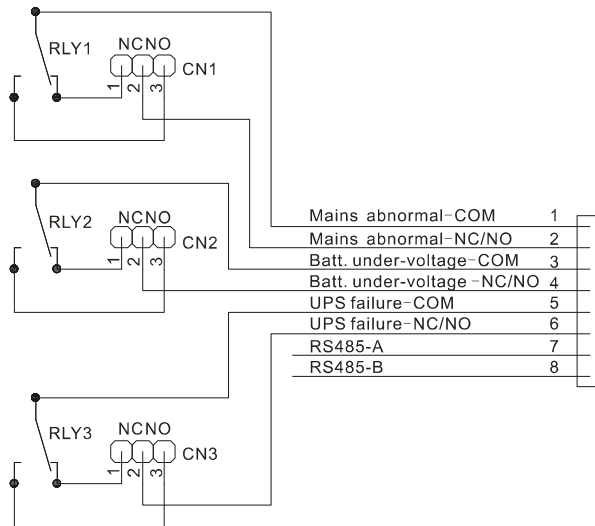 RLY1
NCNO
CN1
1 2 3
RLY2
NCNO
CN2
1 2 3
Mains abnormal-COM 1
Mains abnormal-NC/NO 2
Batt. under-voltage-COM 3
Batt. under-voltage -NC/NO 4
UPS failure-COM 5
UPS failure-NC/NO 6
RS485-A 7
RS485-B 8
RLY3
NCNO
CN3
1 2 3